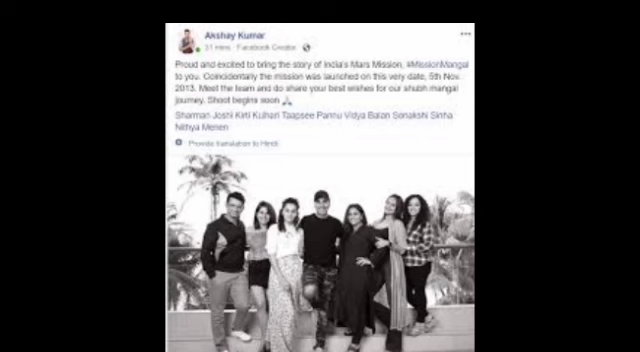 Akshay Kumar
31 mins · Facebook Creator ·
Proud and excited to bring the story of India's Mars Mission, #MissionMangal
to you. Coincidentally the mission was launched on this very date, 5th Nov.
2013. Meet the team and do share your best wishes for our shubh mangal
journey. Shoot begins soon 🙏
Sharman Joshi Kirti Kulhari Taapsee Pannu Vidya Balan Sonakshi Sinha
Nithya Menen
Provide translation to Hindi